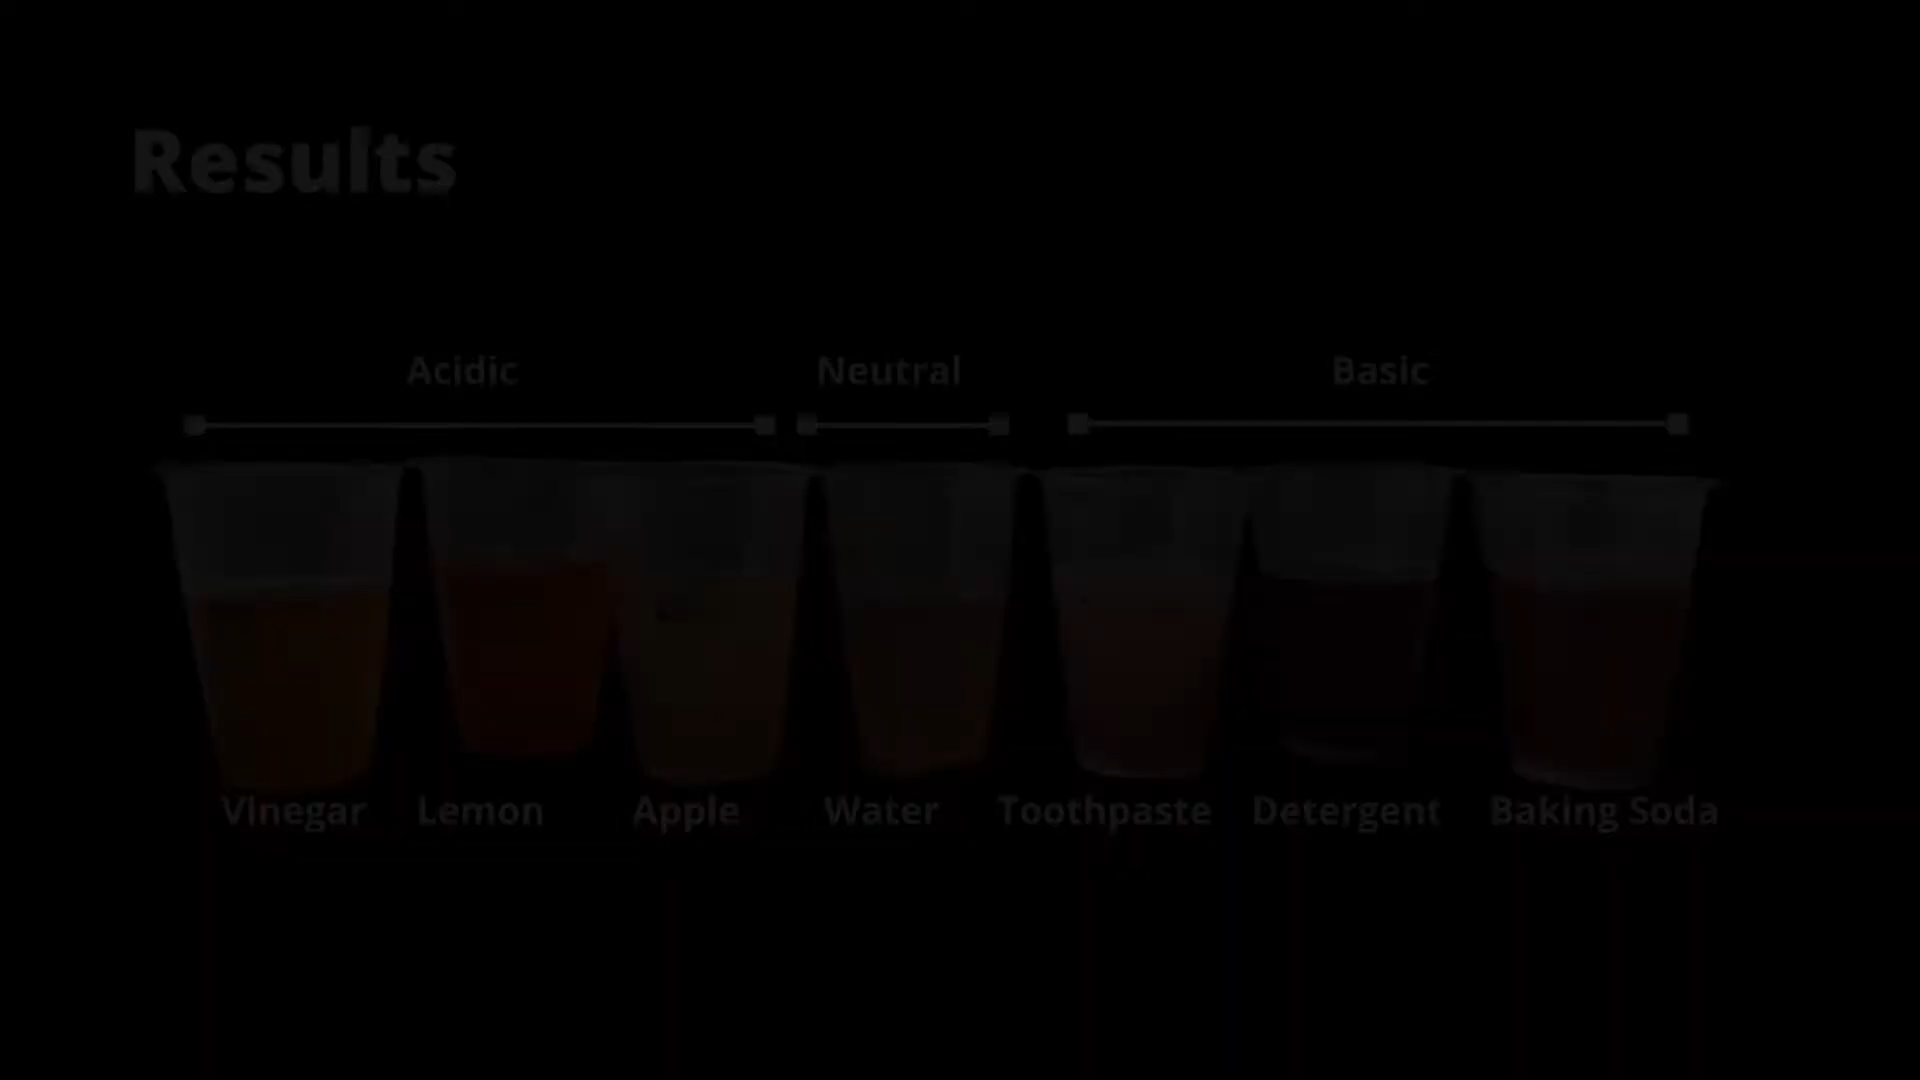 Results
Acidic Neutral Basic
Vinegar Lemon Apple Water Toothpaste Detergent Baking Soda